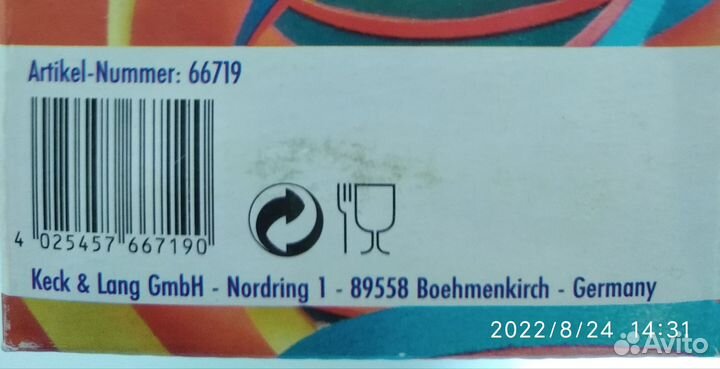 Artikel-Nummer: 66719
4 025457 667190
Keck & Lang GmbH - Nordring 1 - 89558 Boehmenkirch - Germany
2022/8/24 14:31
Avito